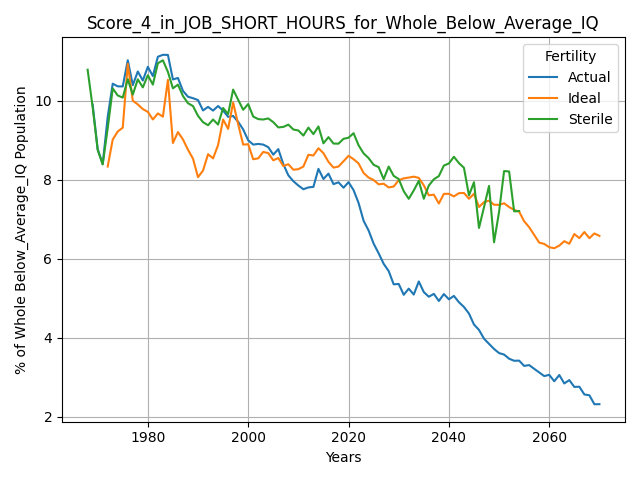 Score_4_in_JOB_SHORT_HOURS_for_Whole_Below_Average_IQ
Fertility
Actual
Ideal
Sterile
% of Whole Below_Average_IQ Population
10
8
6
4
2
1980 2000 2020 2040 2060
Years